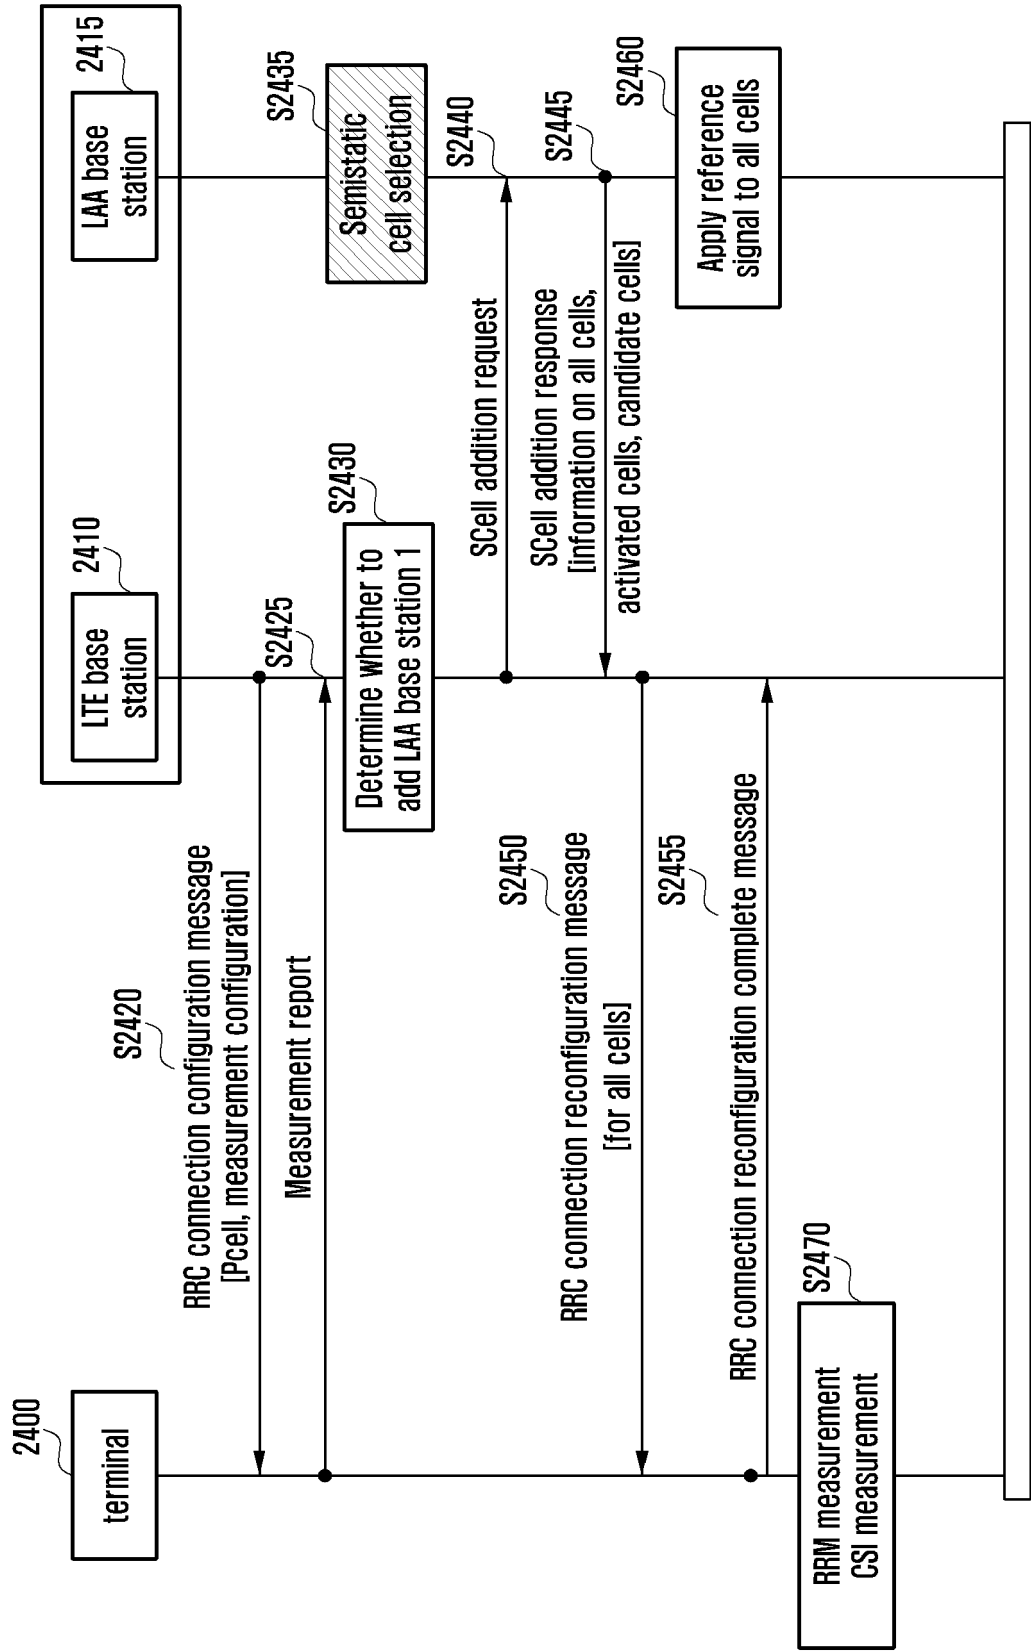 2400
terminal
2410
LTE base
station
2415
LAA base
station
S2420
RRC connection configuration message
[Pcell, measurement configuration]
S2425
Measurement report
S2430
Determine whether to
add LAA base station 1
S2435
Semistatic
cell selection
S2440
SCell addition request
S2445
SCell addition response
[information on all cells,
activated cells, candidate cells]
S2450
RRC connection reconfiguration message
[for all cells]
S2455
RRC connection reconfiguration complete message
S2460
Apply reference
signal to all cells
S2470
RRM measurement
CSI measurement